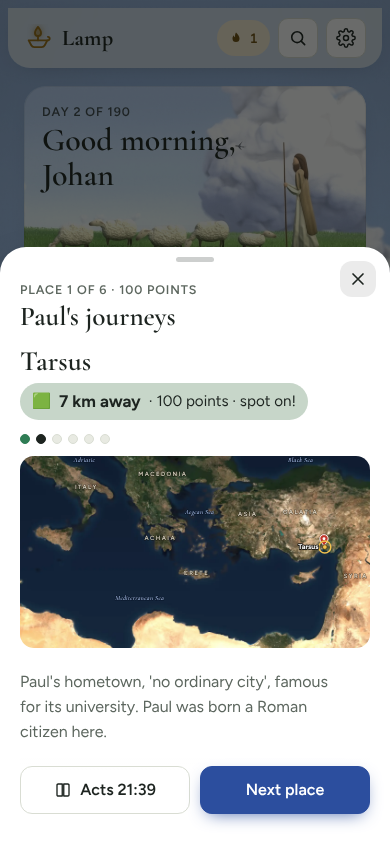 Lamp
1
DAY 2 OF 190
Good morning,
Johan
PLACE 1 OF 6 · 100 POINTS
Paul's journeys
Tarsus
7 km away · 100 points · spot on!
Adriatic
Black Sea
MACEDONIA
ITALY
Aegean Sea
ASIA
GALATIA
ACHAIA
Tarsus
CRETE
SYRIA
Mediterranean Sea
Paul's hometown, 'no ordinary city', famous
for its university. Paul was born a Roman
citizen here.
Acts 21:39
Next place